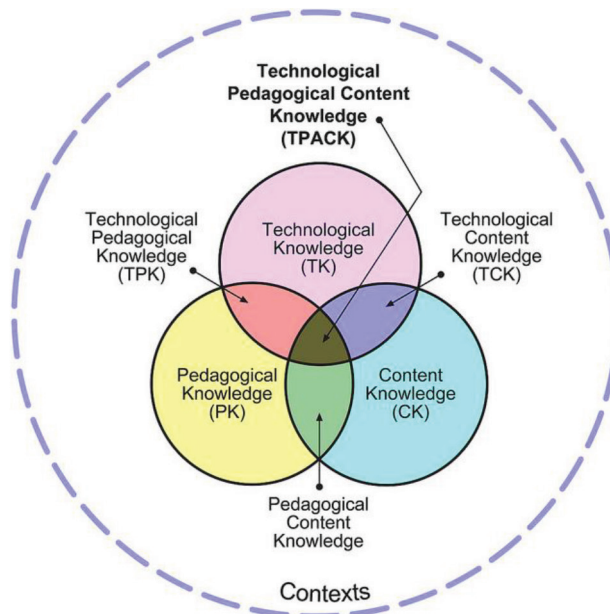 Technological
Pedagogical Content
Knowledge
(TPACK)
Technological
Pedagogical
Knowledge
(TPK)
Technological
Knowledge
(TK)
Technological
Content
Knowledge
(TCK)
Pedagogical
Knowledge
(PK)
Content
Knowledge
(CK)
Pedagogical
Content
Knowledge
Contexts